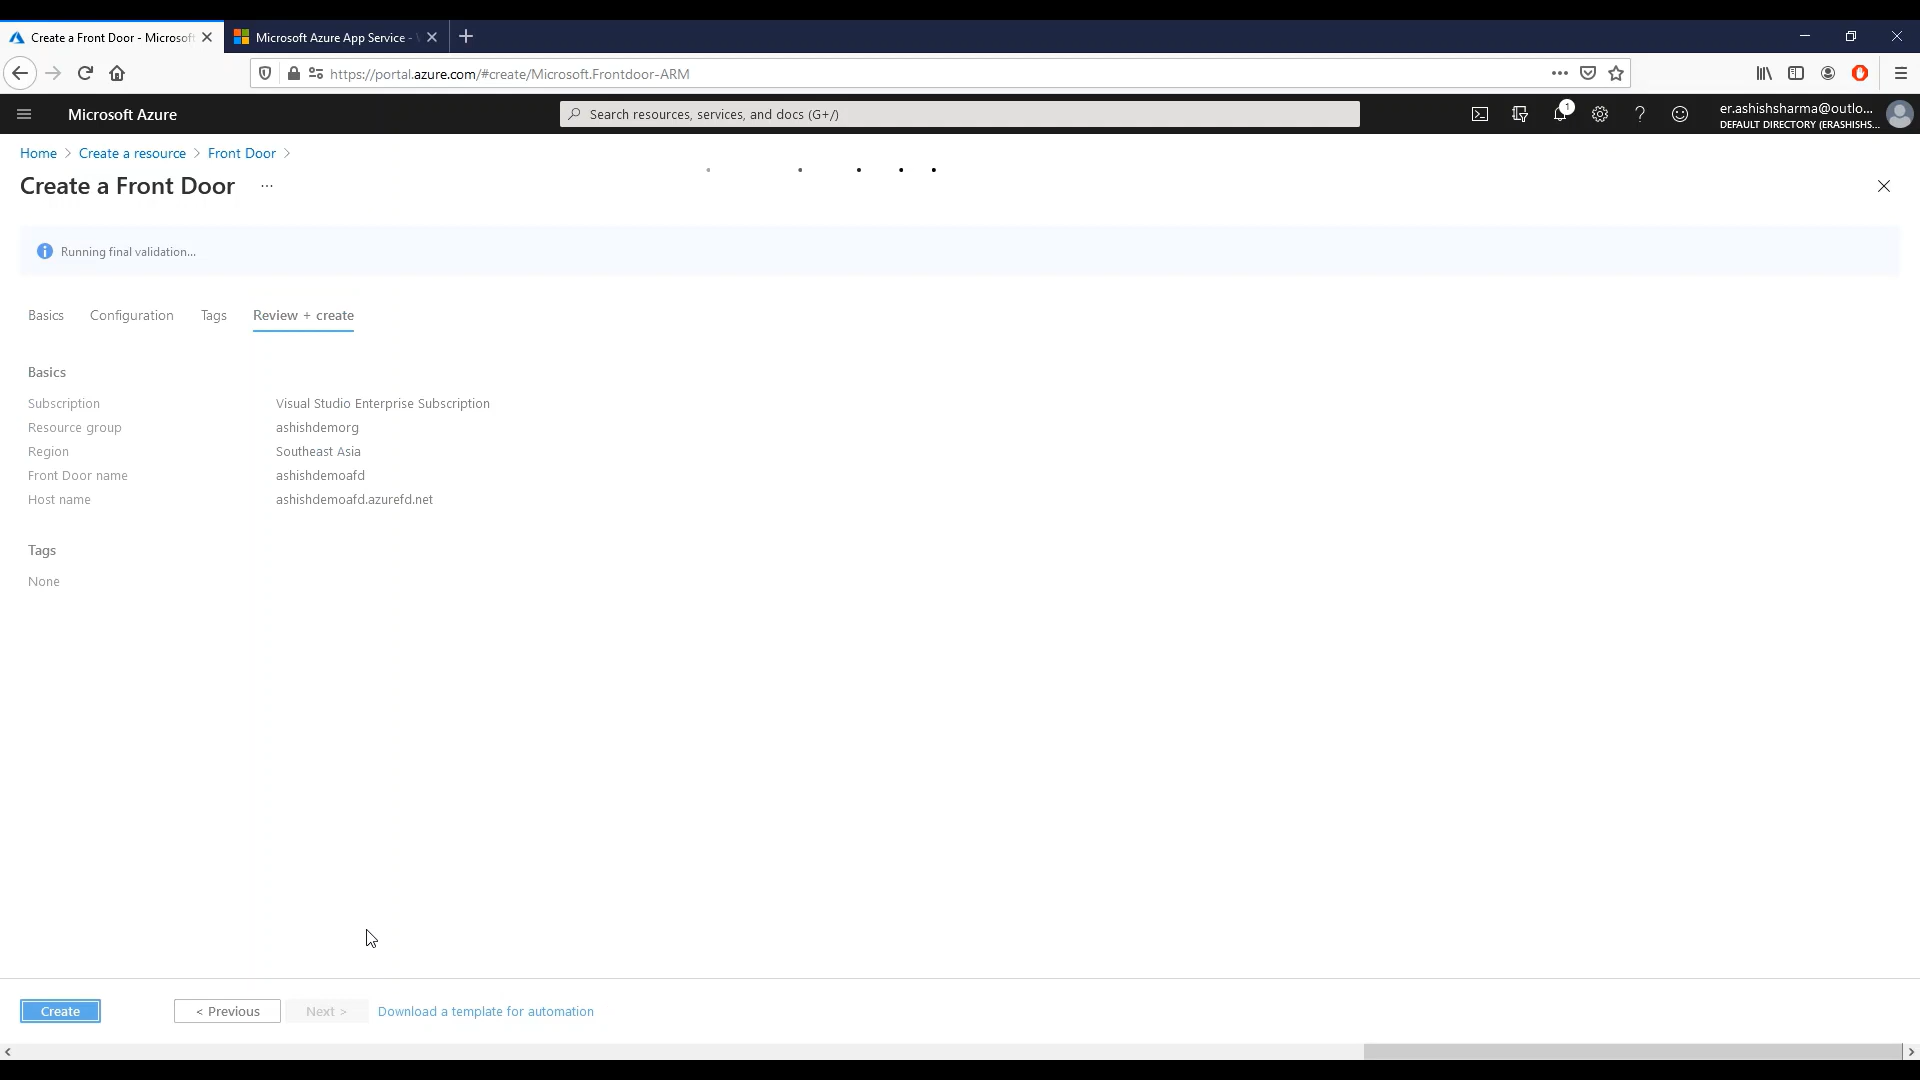 Create a Front Door - Microsoft
Microsoft Azure App Service -
https://portal.azure.com/#create/Microsoft.Frontdoor-ARM
Microsoft Azure
Search resources, services, and docs (G+/)
1
er.ashishsharma@outlo...
DEFAULT DIRECTORY (ERASHISHS...
Home > Create a resource > Front Door >
Create a Front Door ...
Running final validation...
Basics Configuration Tags Review + create
Basics
Subscription Visual Studio Enterprise Subscription
Resource group ashishdemorg
Region Southeast Asia
Front Door name ashishdemoafd
Host name ashishdemoafd.azurefd.net
Tags
None
Create < Previous Next > Download a template for automation